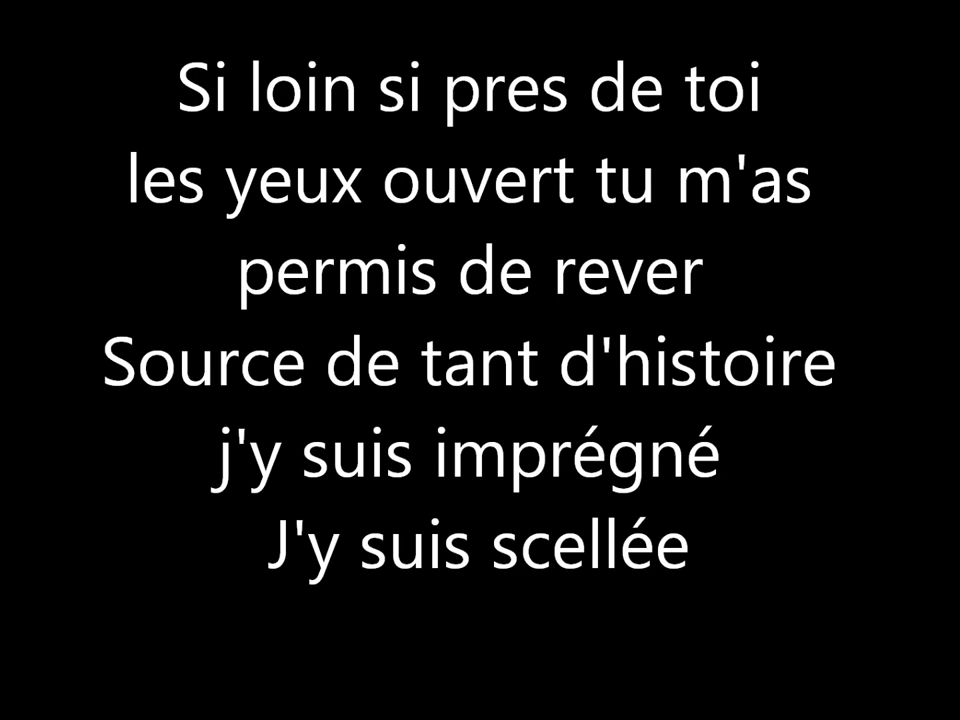 Si loin si pres de toi
les yeux ouvert tu m'as
permis de rever
Source de tant d'histoire
j'y suis imprégné
J'y suis scellée